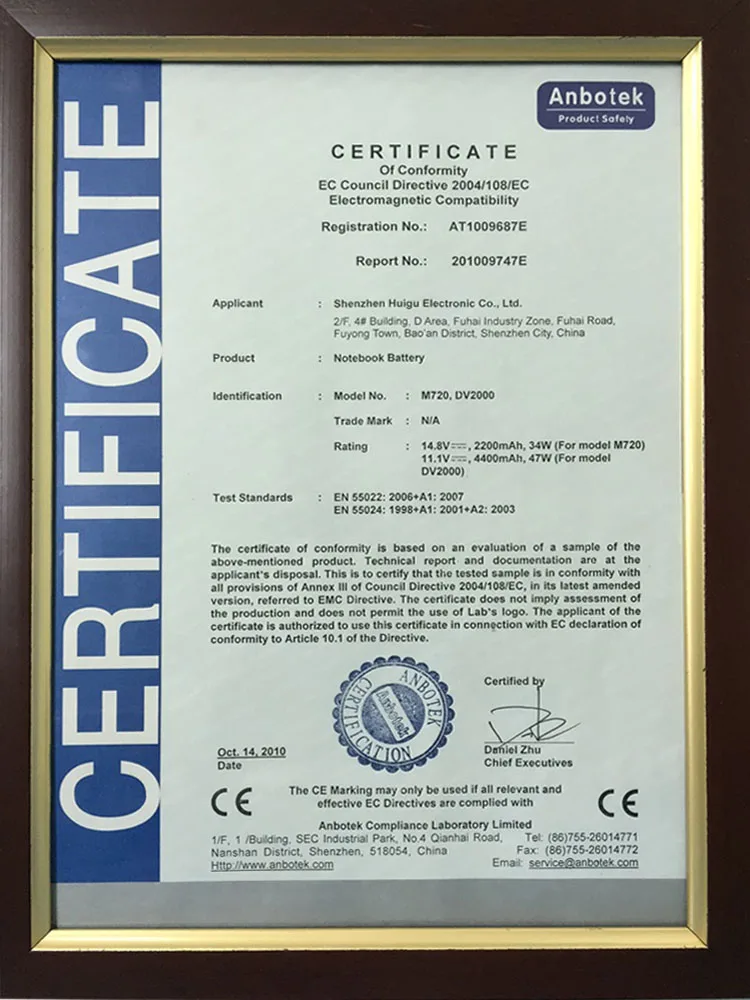 CERTIFICATE
Anbotek
Product Safety
CERTIFICATE
Of Conformity
EC Council Directive 2004/108/EC
Electromagnetic Compatibility
Registration No.: AT1009687E
Report No.: 201009747E
Applicant : Shenzhen Huigu Electronic Co., Ltd.
2/F, 4# Building, D Area, Fuhai Industry Zone, Fuhai Road,
Fuyong Town, Bao'an District, Shenzhen City, China
Product : Notebook Battery
Identification : Model No. : M720, DV2000
Trade Mark : N/A
Rating : 14.8V⎓, 2200mAh, 34W (For model M720)
11.1V⎓, 4400mAh, 47W (For model
DV2000)
Test Standards : EN 55022: 2006+A1: 2007
EN 55024: 1998+A1: 2001+A2: 2003
The certificate of conformity is based on an evaluation of a sample of the
above-mentioned product. Technical report and documentation are at the
applicant's disposal. This is to certify that the tested sample is in conformity with
all provisions of Annex III of Council Directive 2004/108/EC, in its latest amended
version, referred to EMC Directive. The certificate does not imply assessment of
the production and does not permit the use of Lab's logo. The applicant of the
certificate is authorized to use this certificate in connection with EC declaration of
conformity to Article 10.1 of the Directive.
ANBOTEK
Anbotek
CERTIFICATION
Certified by
Oct. 14, 2010
Date
Daniel Zhu
Chief Executives
CE
The CE Marking may only be used if all relevant and
effective EC Directives are complied with
CE
Anbotek Compliance Laboratory Limited
1/F, 1 /Building, SEC Industrial Park, No.4 Qianhai Road, Tel: (86)755-26014771
Nanshan District, Shenzhen, 518054, China Fax: (86)755-26014772
Http://www.anbotek.com Email: service@anbotek.com